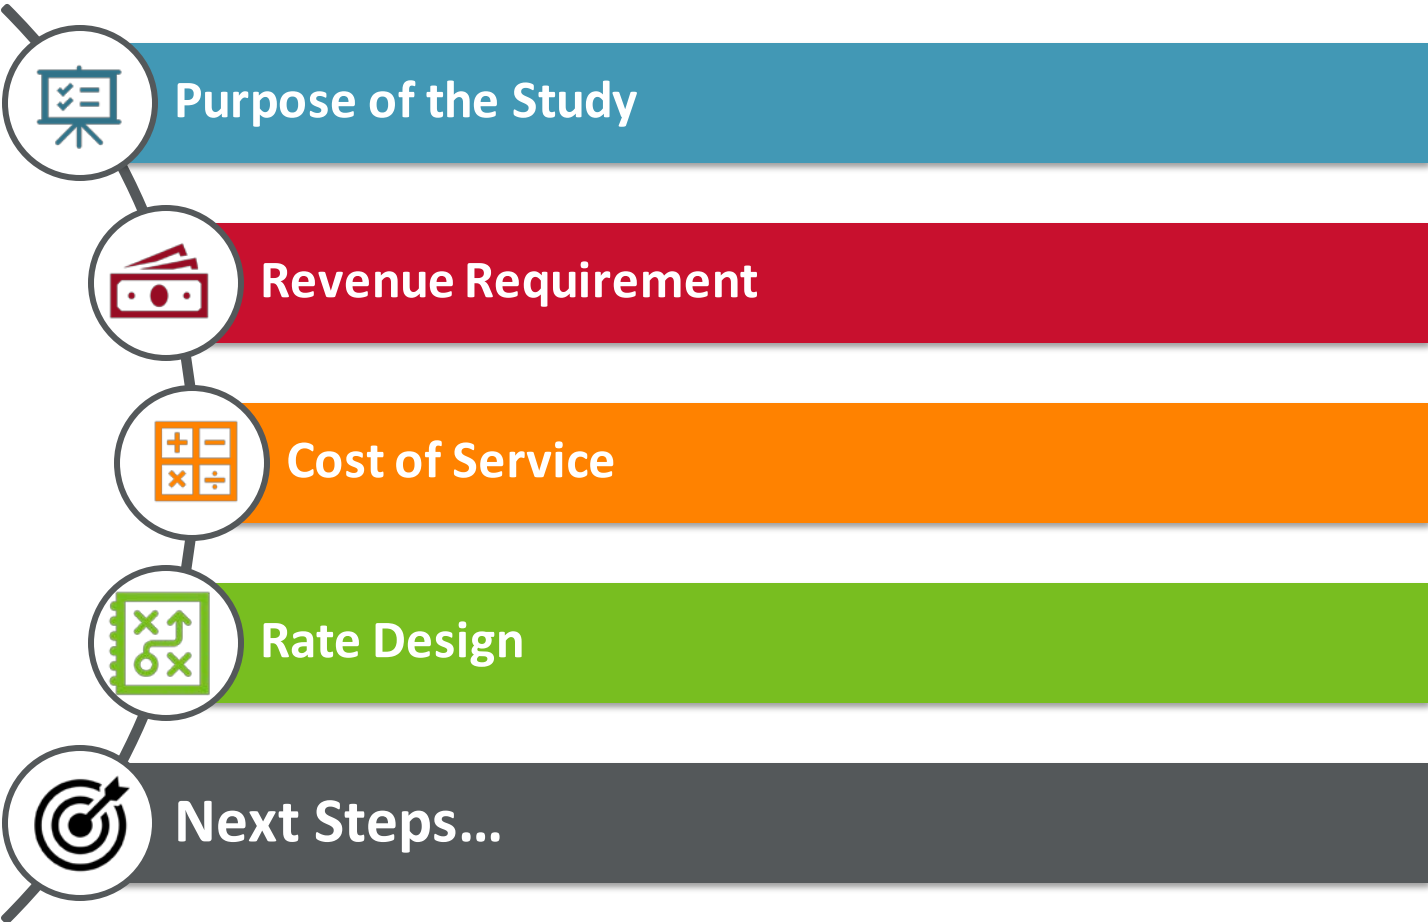 Purpose of the Study
Revenue Requirement
Cost of Service
Rate Design
Next Steps...